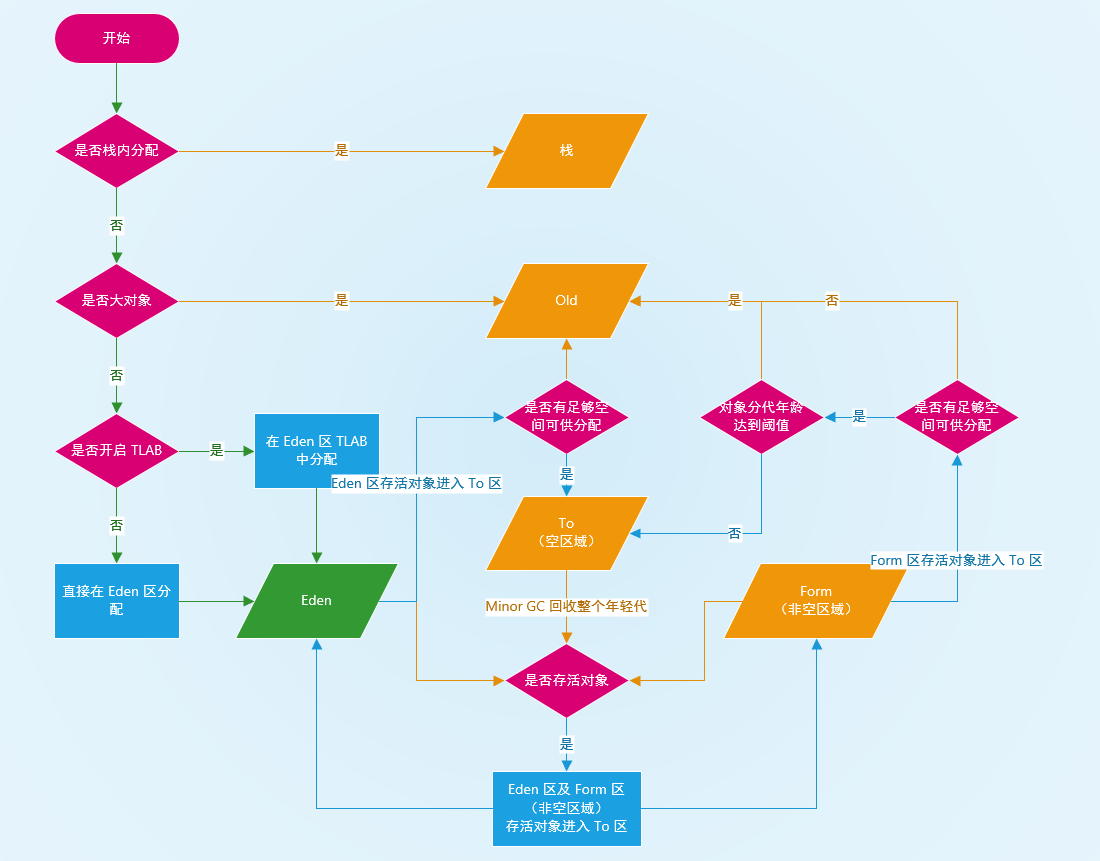 开始
是否栈内分配
是
栈
否
是否大对象
是
Old
是
否
否
是否开启 TLAB
是
在 Eden 区 TLAB
中分配
是否有足够空
间可供分配
对象分代年龄
达到阈值
是
是否有足够空
间可供分配
是
Eden 区存活对象进入 To 区
否
To
（空区域）
否
Form 区存活对象进入 To 区
直接在 Eden 区分
配
Eden
Minor GC 回收整个年轻代
Form
（非空区域）
是否存活对象
是
Eden 区及 Form 区
（非空区域）
存活对象进入 To 区